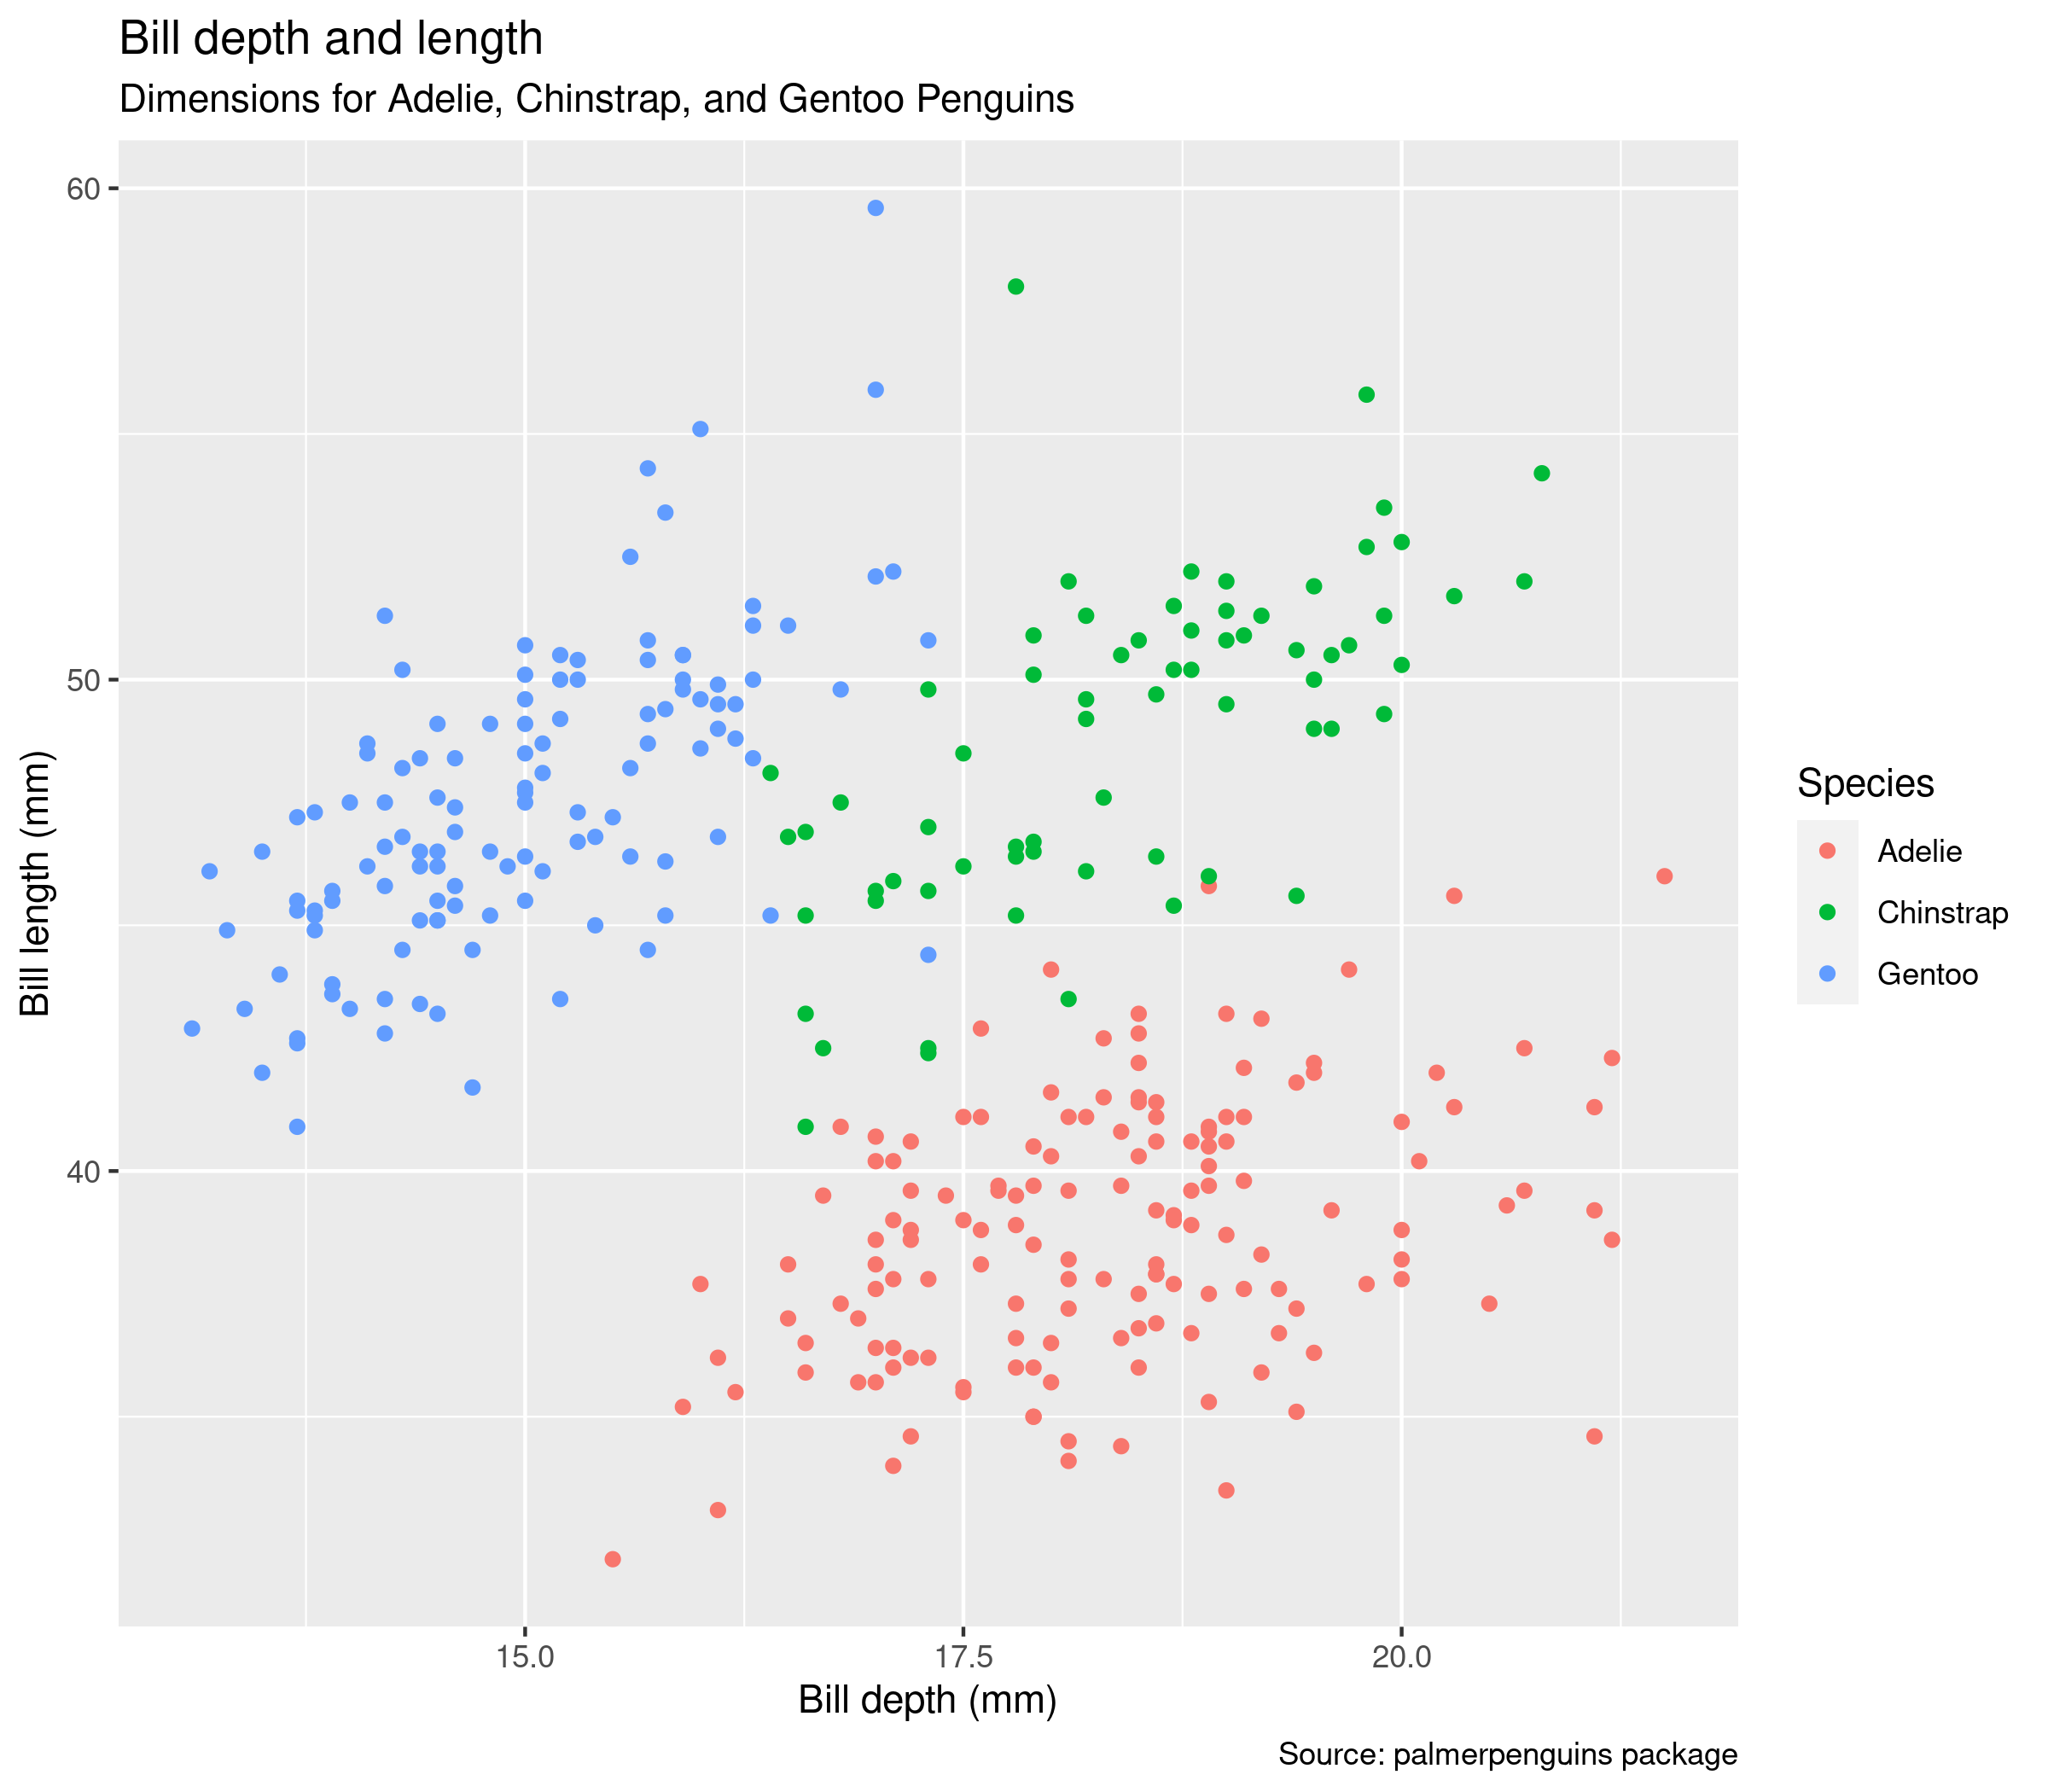 Bill depth and length
Dimensions for Adelie, Chinstrap, and Gentoo Penguins
60
50
40
Bill length (mm)
15.0 17.5 20.0
Bill depth (mm)
Species
Adelie
Chinstrap
Gentoo
Source: palmerpenguins package